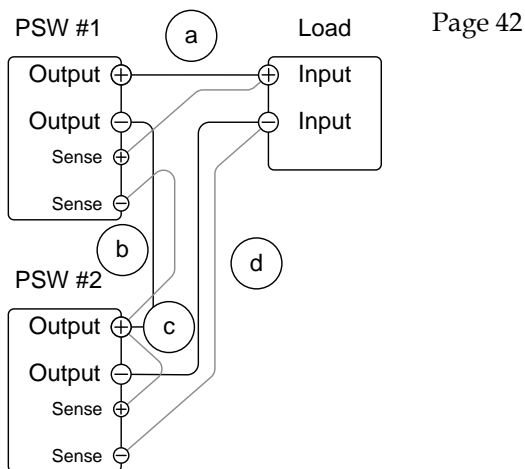 PSW #1
a
Load
Page 42
Output +
+ Input
Output −
− Input
Sense +
Sense −
b
d
PSW #2
Output +
c
Output −
Sense +
Sense −